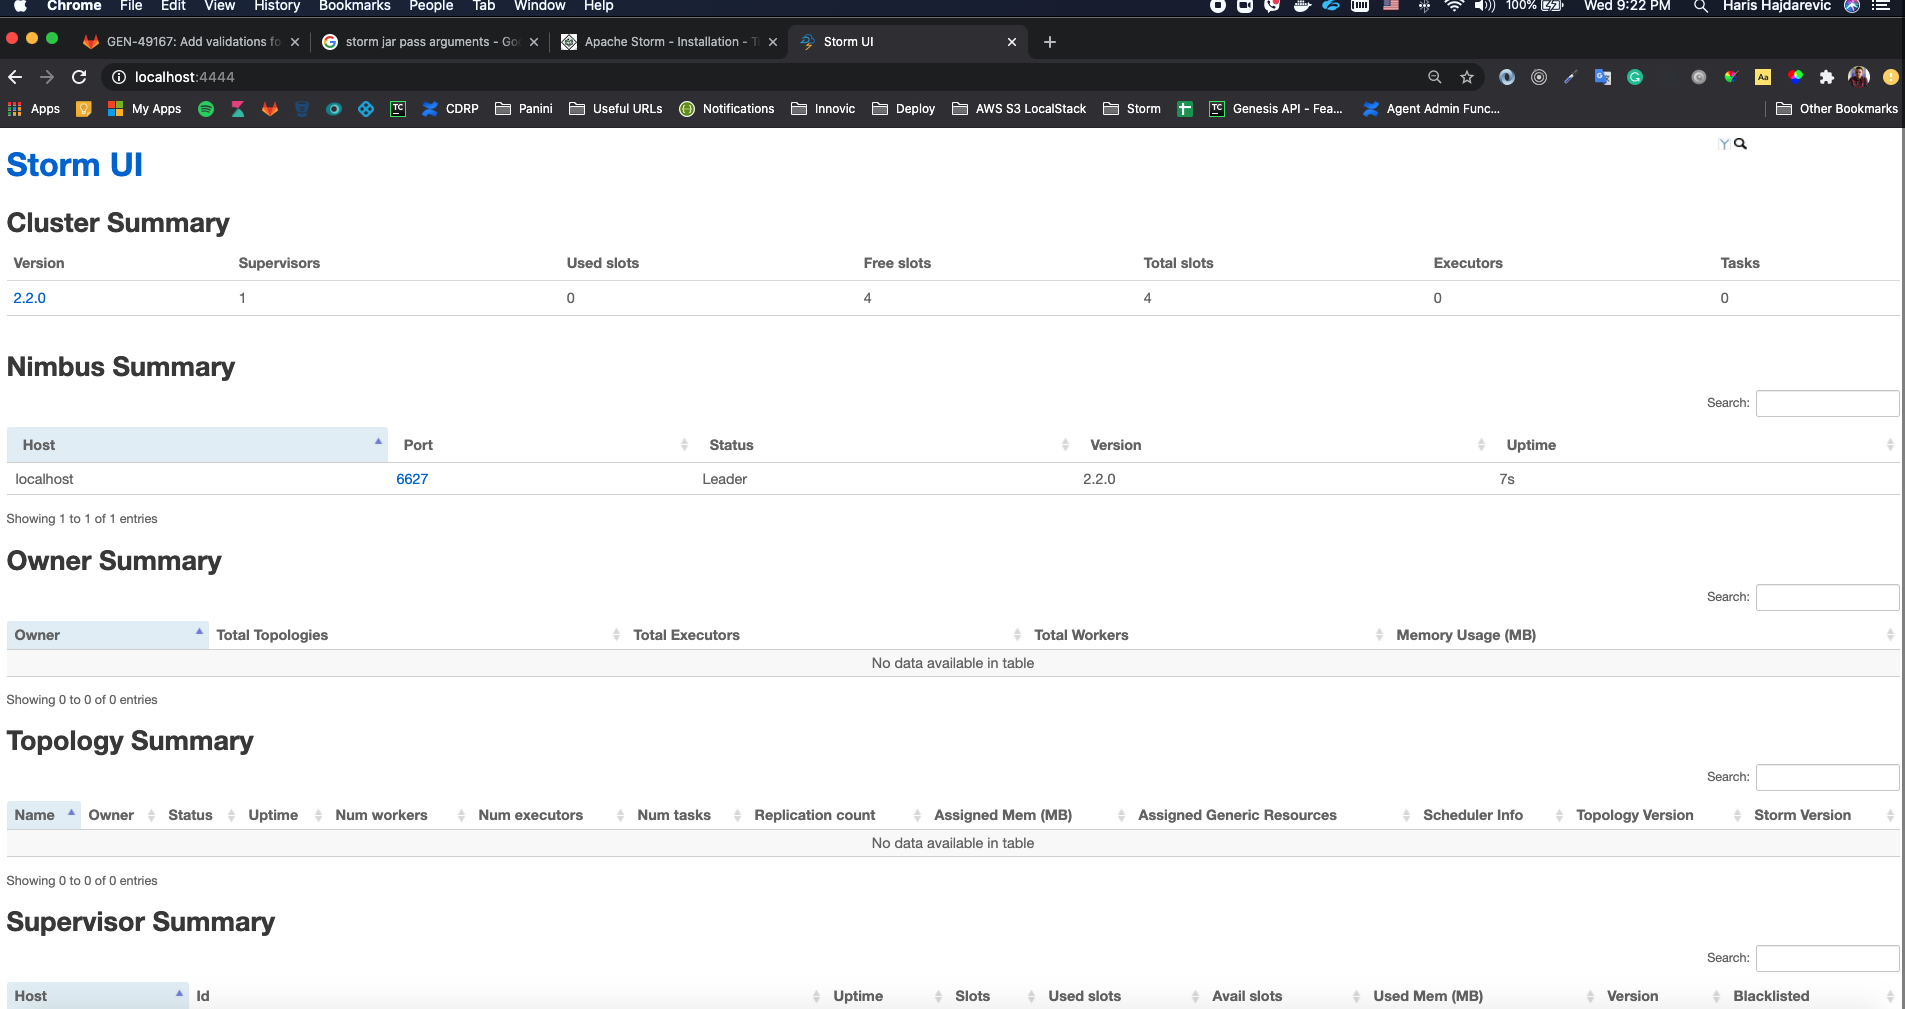 Chrome File Edit View History Bookmarks People Tab Window Help 100% Wed 9:22 PM Haris Hajdarevic
GEN-49167: Add validations fo storm jar pass arguments - Go Apache Storm - Installation - T Storm UI
localhost:4444
Apps My Apps TC CDRP Panini Useful URLs Notifications Innovic Deploy AWS S3 LocalStack Storm TC Genesis API - Fea... Agent Admin Func... Other Bookmarks
Storm UI
Cluster Summary
Version Supervisors Used slots Free slots Total slots Executors Tasks
2.2.0 1 0 4 4 0 0
Nimbus Summary
Search:
Host Port Status Version Uptime
localhost 6627 Leader 2.2.0 7s
Showing 1 to 1 of 1 entries
Owner Summary
Search:
Owner Total Topologies Total Executors Total Workers Memory Usage (MB)
No data available in table
Showing 0 to 0 of 0 entries
Topology Summary
Search:
Name Owner Status Uptime Num workers Num executors Num tasks Replication count Assigned Mem (MB) Assigned Generic Resources Scheduler Info Topology Version Storm Version
No data available in table
Showing 0 to 0 of 0 entries
Supervisor Summary
Search:
Host Id Uptime Slots Used slots Avail slots Used Mem (MB) Version Blacklisted